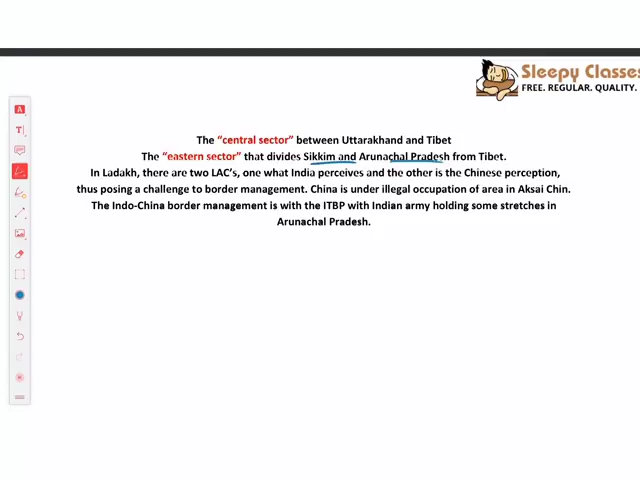 Sleepy Classes
FREE. REGULAR. QUALITY.
The “central sector” between Uttarakhand and Tibet
The “eastern sector” that divides Sikkim and Arunachal Pradesh from Tibet.
In Ladakh, there are two LAC’s, one what India perceives and the other is the Chinese perception,
thus posing a challenge to border management. China is under illegal occupation of area in Aksai Chin.
The Indo-China border management is with the ITBP with Indian army holding some stretches in
Arunachal Pradesh.
A
T